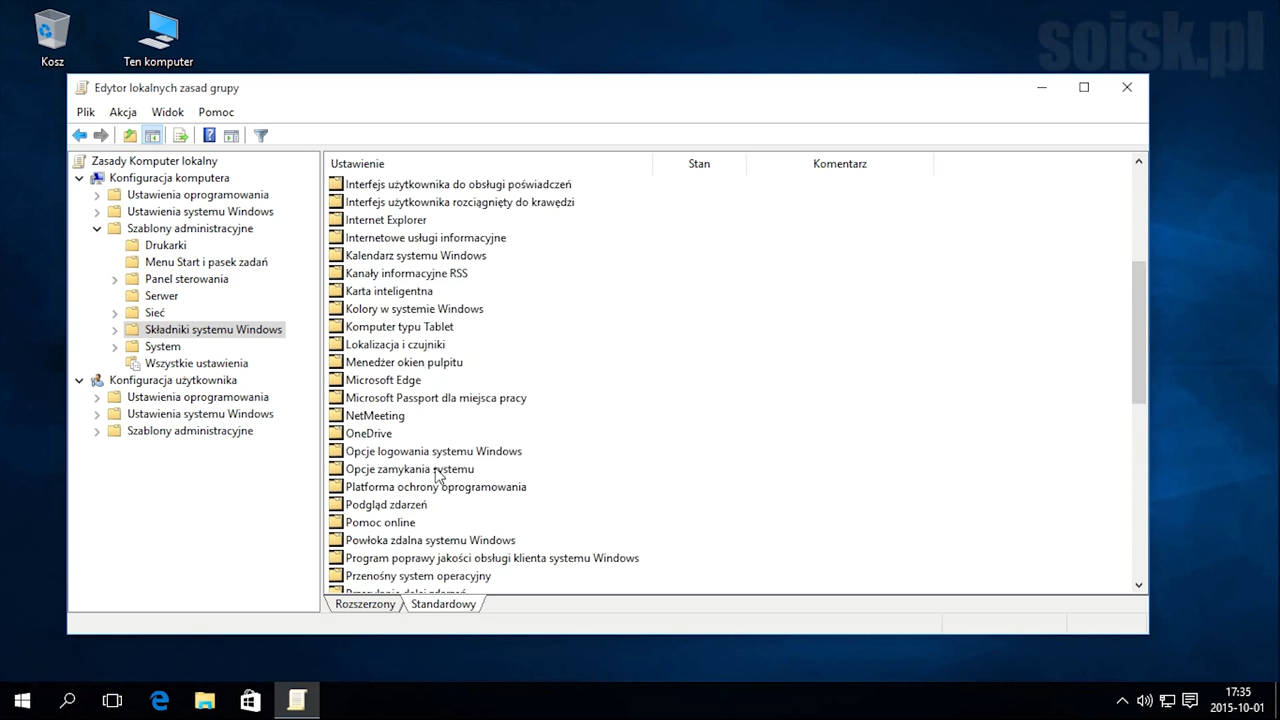 soisk.pl
Kosz
Ten komputer
Edytor lokalnych zasad grupy
Plik Akcja Widok Pomoc
Zasady Komputer lokalny
Konfiguracja komputera
Ustawienia oprogramowania
Ustawienia systemu Windows
Szablony administracyjne
Drukarki
Menu Start i pasek zadań
Panel sterowania
Serwer
Sieć
Składniki systemu Windows
System
Wszystkie ustawienia
Konfiguracja użytkownika
Ustawienia oprogramowania
Ustawienia systemu Windows
Szablony administracyjne
Ustawienie Stan Komentarz
Interfejs użytkownika do obsługi poświadczeń
Interfejs użytkownika rozciągnięty do krawędzi
Internet Explorer
Internetowe usługi informacyjne
Kalendarz systemu Windows
Kanały informacyjne RSS
Karta inteligentna
Kolory w systemie Windows
Komputer typu Tablet
Lokalizacja i czujniki
Menedżer okien pulpitu
Microsoft Edge
Microsoft Passport dla miejsca pracy
NetMeeting
OneDrive
Opcje logowania systemu Windows
Opcje zamykania systemu
Platforma ochrony oprogramowania
Podgląd zdarzeń
Pomoc online
Powłoka zdalna systemu Windows
Program poprawy jakości obsługi klienta systemu Windows
Przenośny system operacyjny
Rozszerzony Standardowy
17:35
2015-10-01